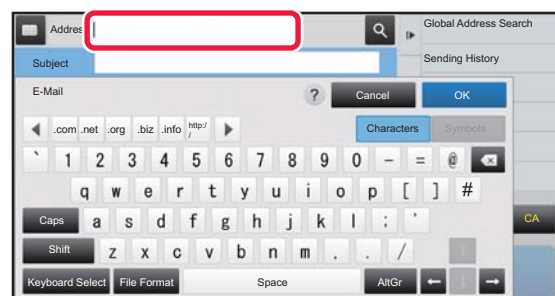 Addres
Global Address Search
Subject
Sending History
E-Mail
? Cancel OK
.com .net .org .biz .info http:/
/
Characters Symbols
` 1 2 3 4 5 6 7 8 9 0 - = @
q w e r t y u i o p [ ] #
Caps a s d f g h j k l ; '
CA
Shift z x c v b n m . . /
Keyboard Select File Format Space AltGr